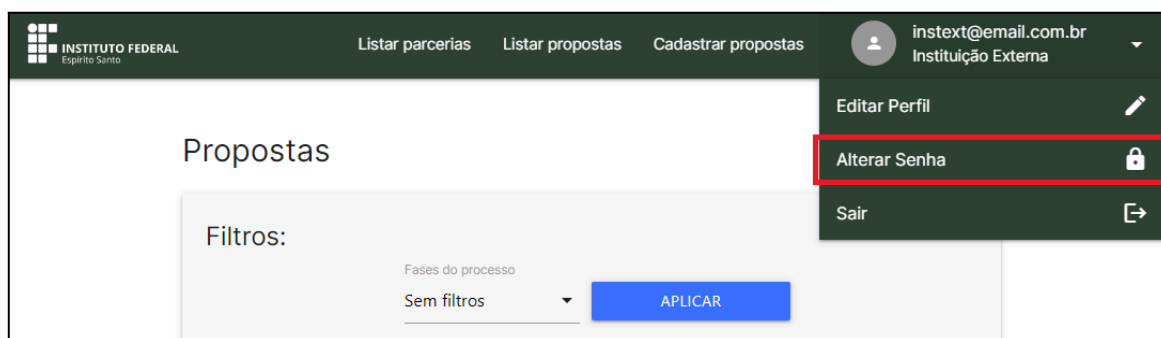 INSTITUTO FEDERAL
Espírito Santo
Listar parcerias
Listar propostas
Cadastrar propostas
instext@email.com.br
Instituição Externa
Editar Perfil
Alterar Senha
Sair
Propostas
Filtros:
Fases do processo
Sem filtros
APLICAR